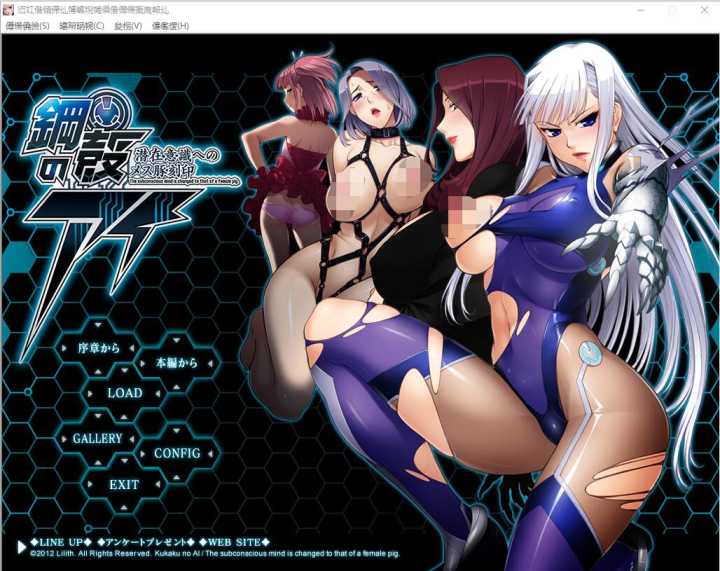 鋼殻のアイ
潜在意識への
メス豚刻印
The subconscious mind is changed to that of a female pig.
序章から
本編から
LOAD
GALLERY
CONFIG
EXIT
◆LINE UP◆ ◆アンケートプレゼント◆ ◆WEB SITE◆
©2012 Lilith. All Rights Reserved. Kukaku no AI / The subconscious mind is changed to that of a female pig.